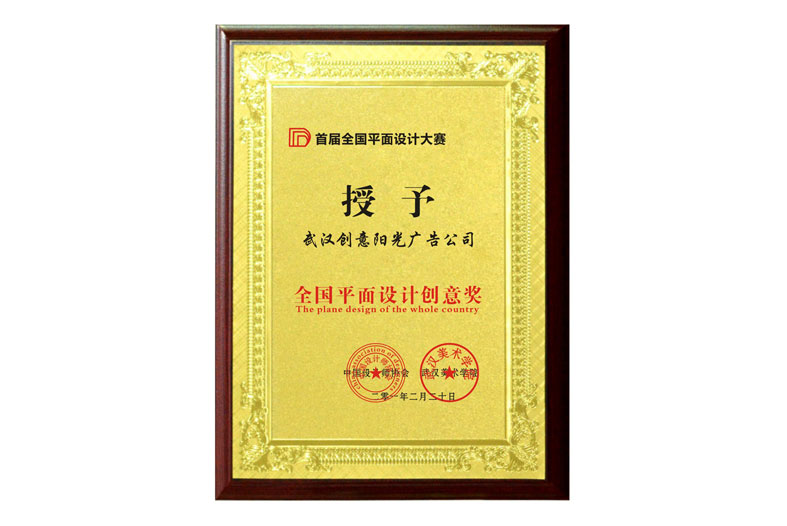 首届全国平面设计大赛
授予
武汉创意阳光广告公司
全国平面设计创意奖
The plane design of the whole country
中国设计师协会 武汉美术学院
二零一年二月二十日
武汉美术学院